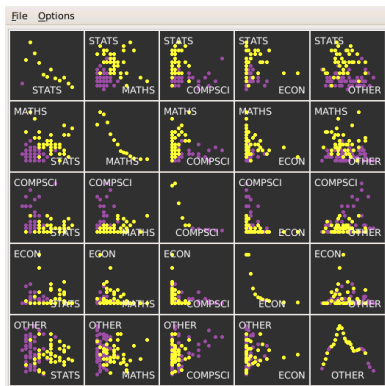 File Options
STATS STATS STATS STATS
STATS MATHS COMPSCI ECON OTHER
MATHS MATHS MATHS MATHS
STATS MATHS COMPSCI ECON OTHER
COMPSCI COMPSCI COMPSCI COMPSCI
STATS MATHS COMPSCI ECON OTHER
ECON ECON ECON ECON
STATS MATHS COMPSCI ECON OTHER
OTHER OTHER OTHER OTHER
STATS MATHS COMPSCI ECON OTHER